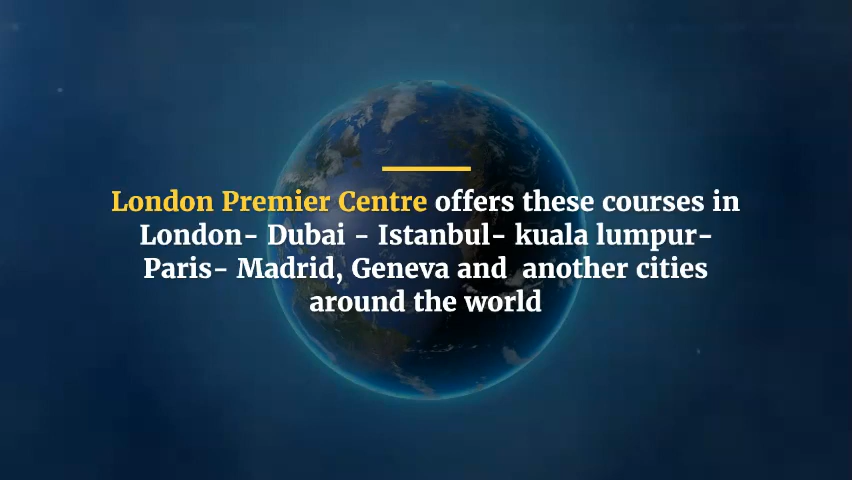 London Premier Centre offers these courses in
London- Dubai - Istanbul- kuala lumpur-
Paris- Madrid, Geneva and  another cities
around the world